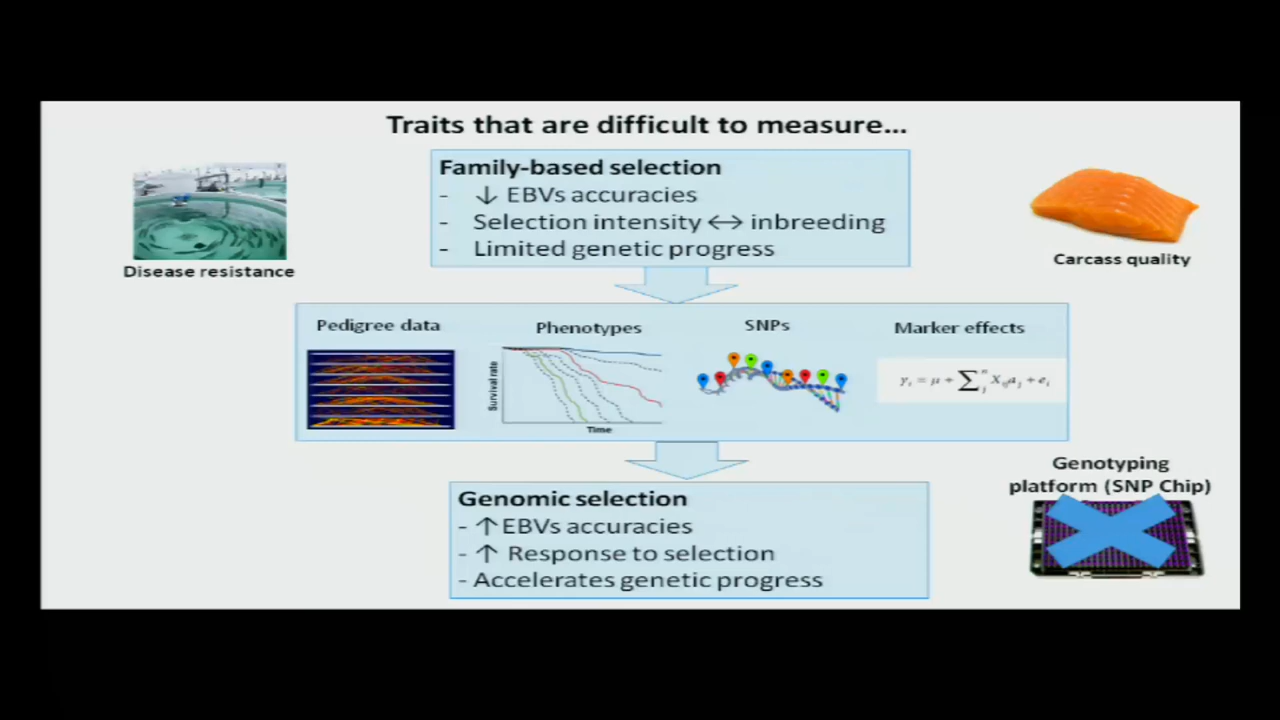 Traits that are difficult to measure...
Family-based selection
- ↓ EBVs accuracies
- Selection intensity ↔ inbreeding
- Limited genetic progress
Disease resistance
Carcass quality
Pedigree data
Phenotypes
SNPs
Marker effects
Survival rate
Time
Genotyping
platform (SNP Chip)
Genomic selection
- ↑ EBVs accuracies
- ↑ Response to selection
- Accelerates genetic progress